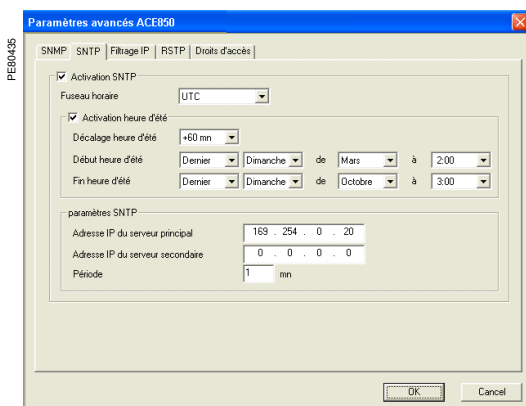 PE80435
Paramètres avancés ACE850
SNMP SNTP Filtrage IP RSTP Droits d'accès
Activation SNTP
Fuseau horaire UTC
Activation heure d'été
Décalage heure d'été +60 mn
Début heure d'été Dernier Dimanche de Mars à 2:00
Fin heure d'été Dernier Dimanche de Octobre à 3:00
paramètres SNTP
Adresse IP du serveur principal 169 . 254 . 0 . 20
Adresse IP du serveur secondaire 0 . 0 . 0 . 0
Période 1 mn
OK Cancel